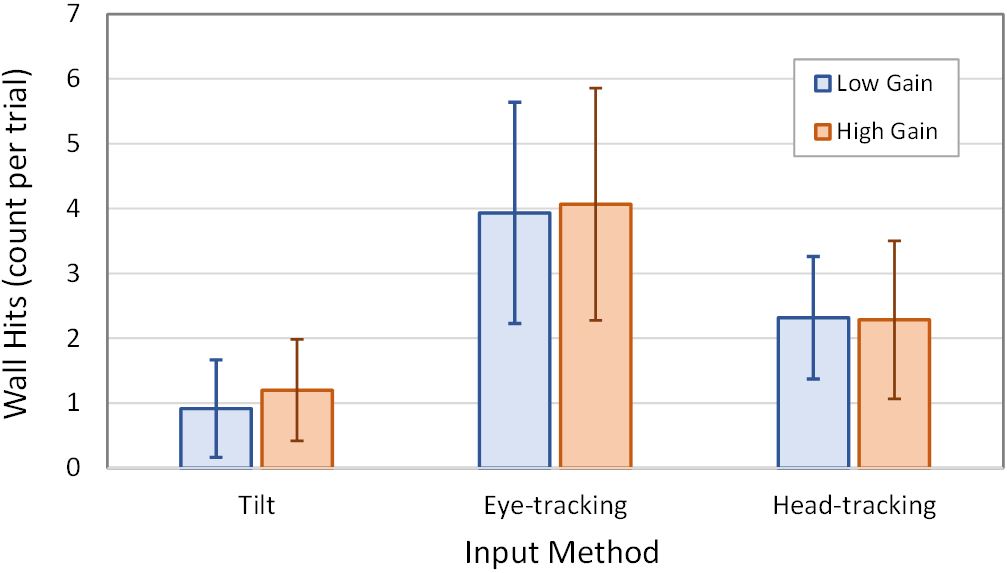 Wall Hits (count per trial)
7
6
5
4
3
2
1
0
Low Gain
High Gain
Tilt
Eye-tracking
Head-tracking
Input Method